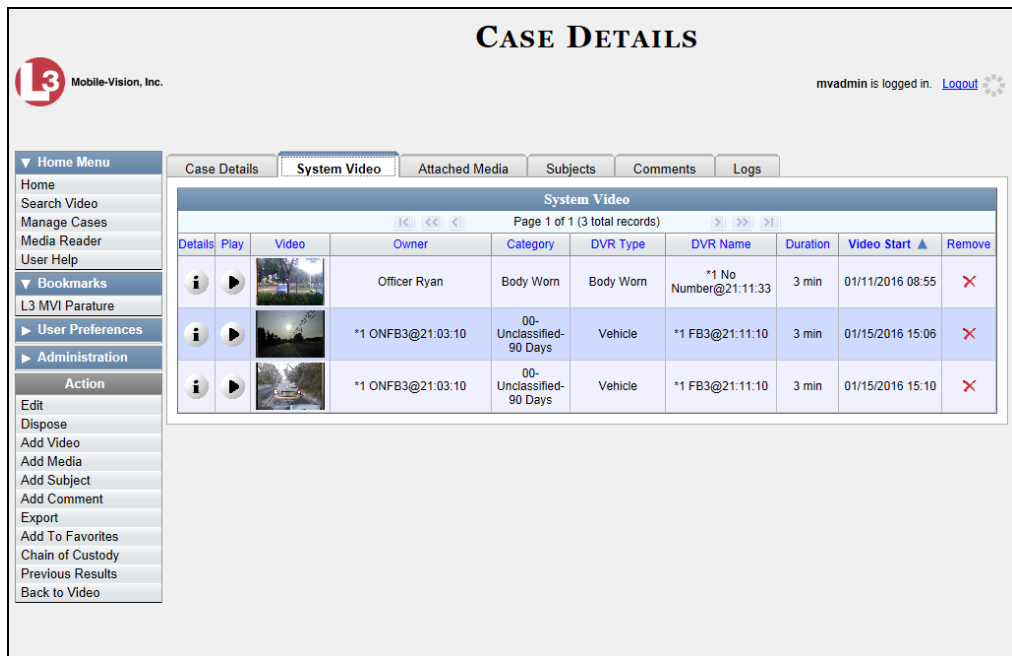 CASE DETAILS
L3 Mobile-Vision, Inc.
mvadmin is logged in. Logout
▼ Home Menu
Home
Search Video
Manage Cases
Media Reader
User Help
▼ Bookmarks
L3 MVI Parature
▶ User Preferences
▶ Administration
Action
Edit
Dispose
Add Video
Add Media
Add Subject
Add Comment
Export
Add To Favorites
Chain of Custody
Previous Results
Back to Video
Case Details System Video Attached Media Subjects Comments Logs
System Video
Page 1 of 1 (3 total records)
Details Play Video Owner Category DVR Type DVR Name Duration Video Start ▲ Remove
Officer Ryan Body Worn Body Worn *1 No Number@21:11:33 3 min 01/11/2016 08:55
*1 ONFB3@21:03:10 00-Unclassified-90 Days Vehicle *1 FB3@21:11:10 3 min 01/15/2016 15:06
*1 ONFB3@21:03:10 00-Unclassified-90 Days Vehicle *1 FB3@21:11:10 3 min 01/15/2016 15:10